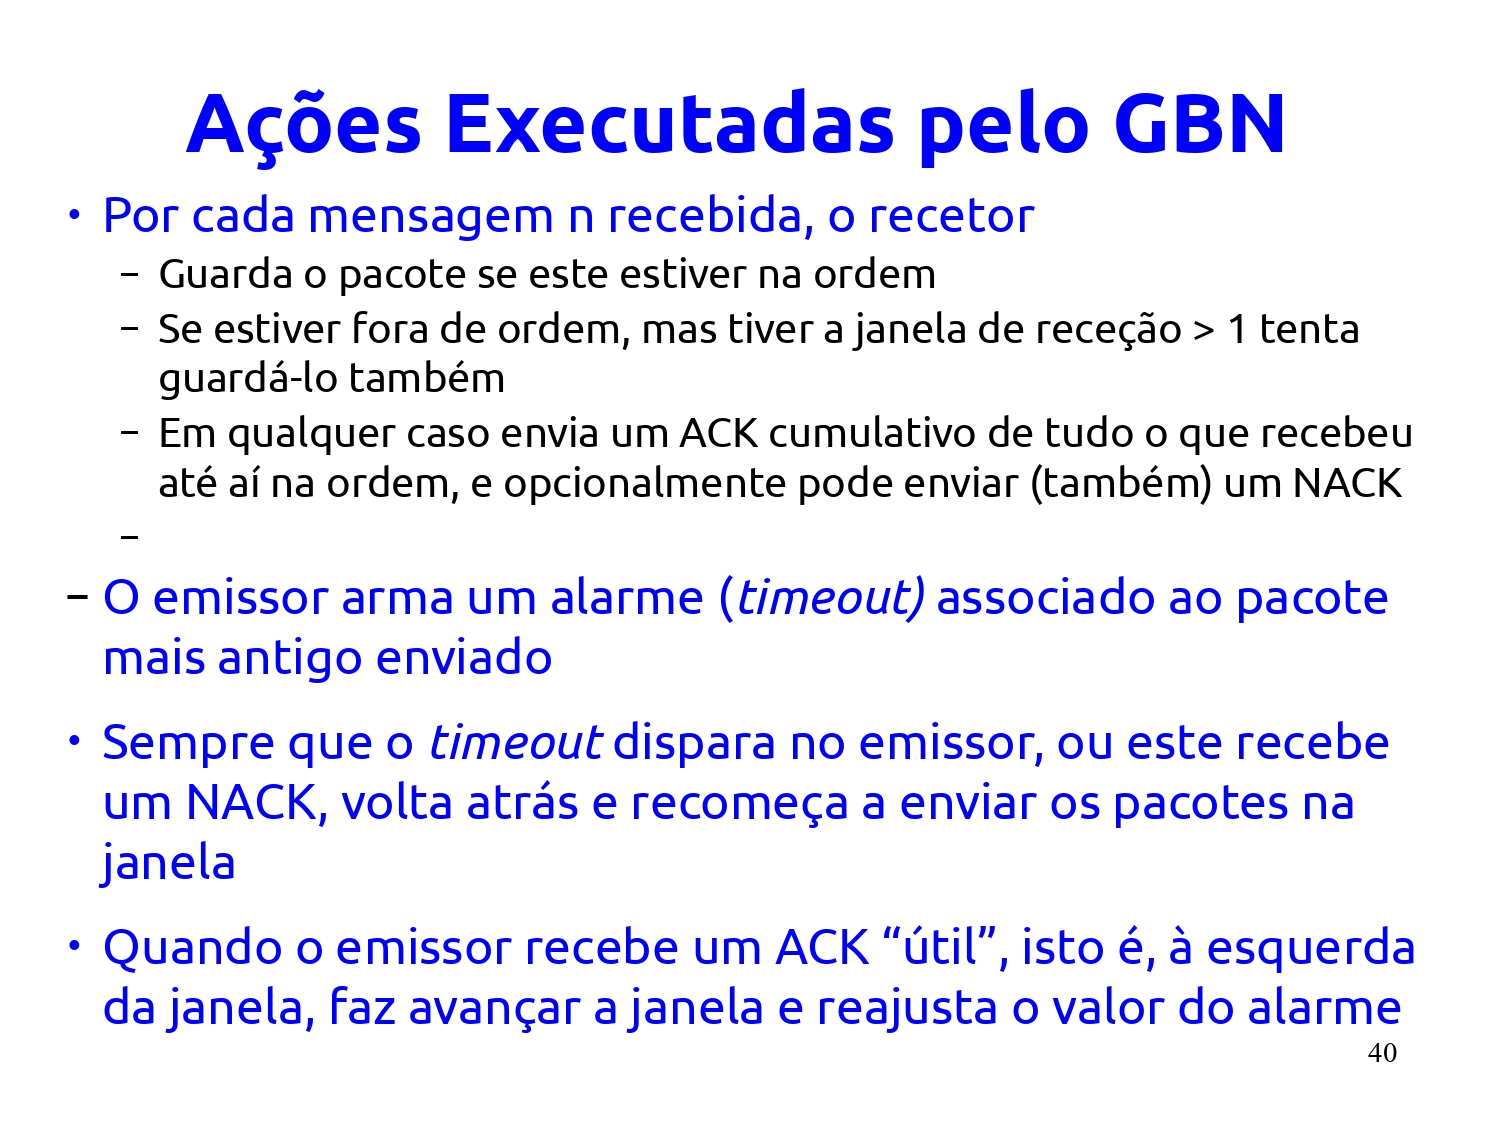 Ações Executadas pelo GBN
• Por cada mensagem n recebida, o recetor
– Guarda o pacote se este estiver na ordem
– Se estiver fora de ordem, mas tiver a janela de receção > 1 tenta
guardá-lo também
– Em qualquer caso envia um ACK cumulativo de tudo o que recebeu
até aí na ordem, e opcionalmente pode enviar (também) um NACK
–
– O emissor arma um alarme (timeout) associado ao pacote
mais antigo enviado
• Sempre que o timeout dispara no emissor, ou este recebe
um NACK, volta atrás e recomeça a enviar os pacotes na
janela
• Quando o emissor recebe um ACK “útil”, isto é, à esquerda
da janela, faz avançar a janela e reajusta o valor do alarme
40